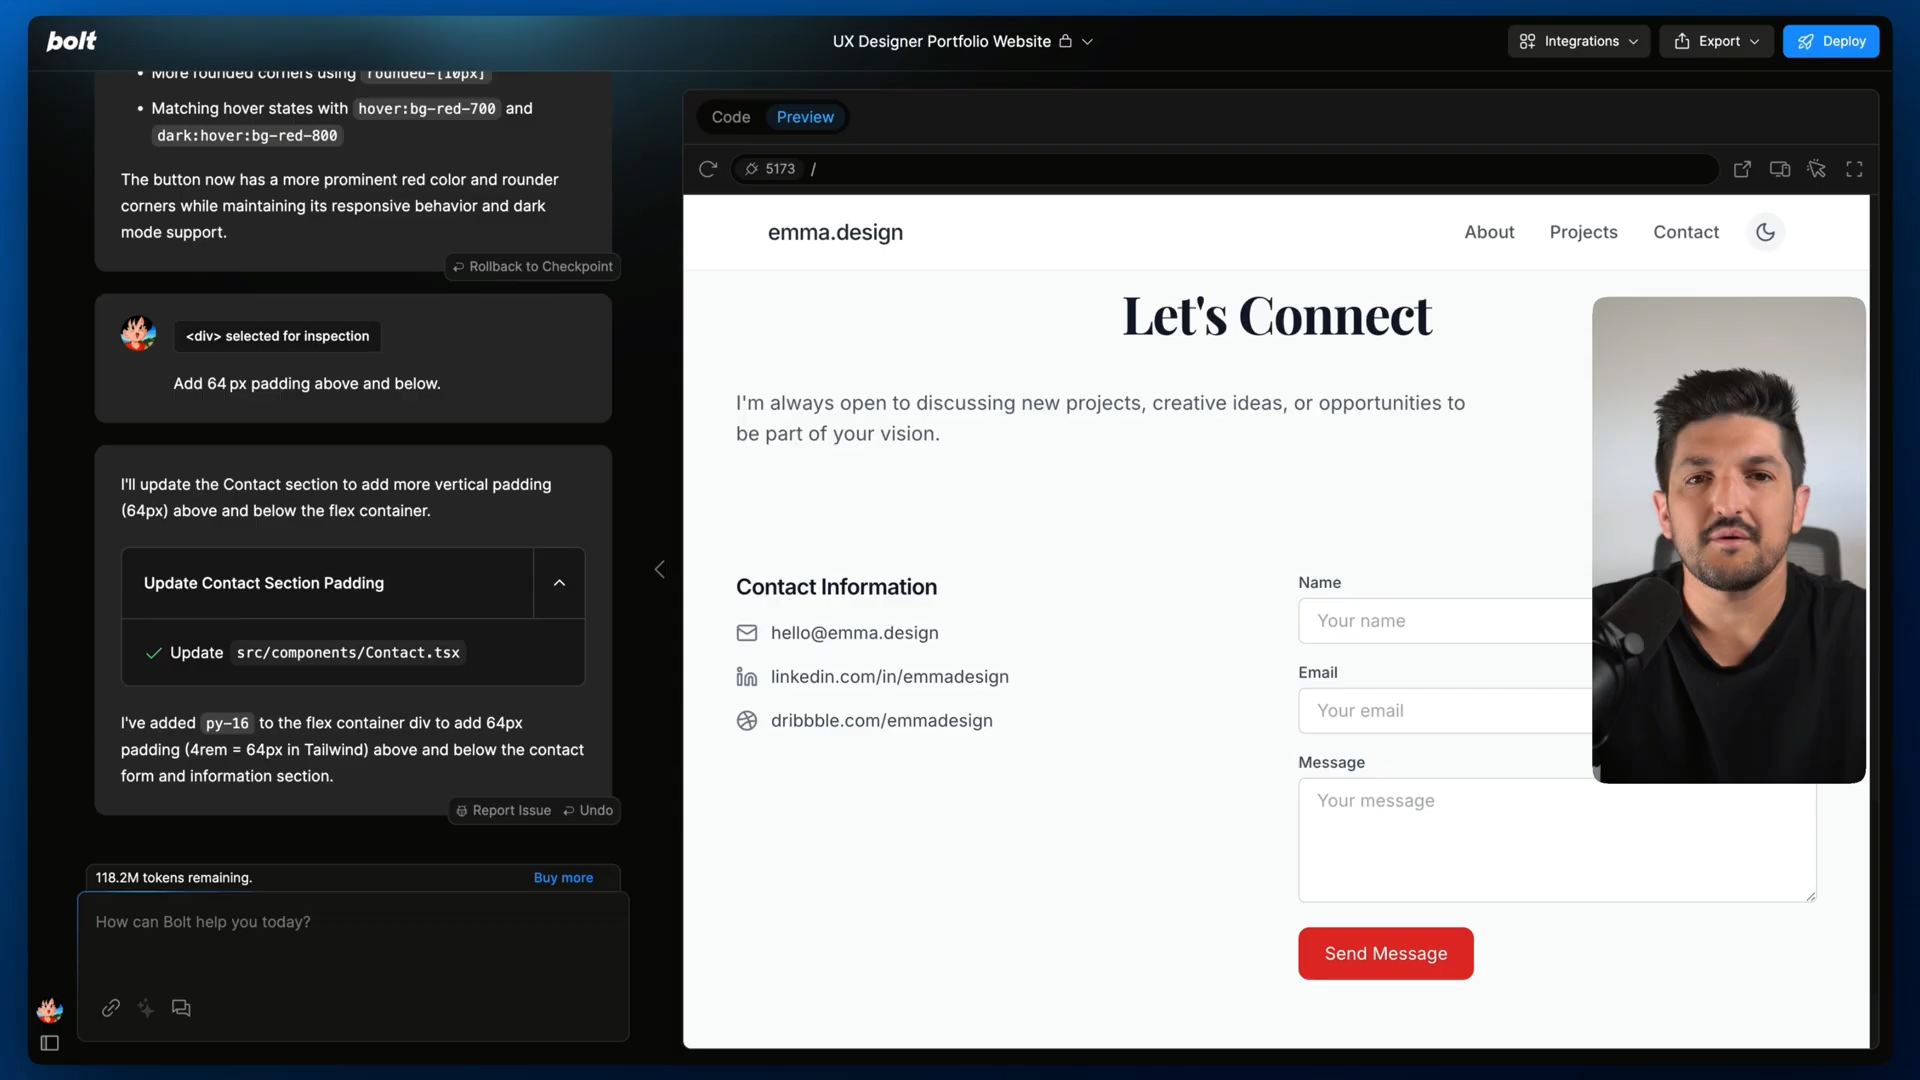 bolt
UX Designer Portfolio Website
Integrations
Export
Deploy
• More rounded corners using rounded-[10px]
• Matching hover states with hover:bg-red-700 and
dark:hover:bg-red-800
The button now has a more prominent red color and rounder
corners while maintaining its responsive behavior and dark
mode support.
Rollback to Checkpoint
<div> selected for inspection
Add 64 px padding above and below.
I'll update the Contact section to add more vertical padding
(64px) above and below the flex container.
Update Contact Section Padding
Update src/components/Contact.tsx
I've added py-16 to the flex container div to add 64px
padding (4rem = 64px in Tailwind) above and below the contact
form and information section.
Report Issue
Undo
118.2M tokens remaining.
Buy more
How can Bolt help you today?
Code
Preview
5173
/
emma.design
About
Projects
Contact
Let's Connect
I'm always open to discussing new projects, creative ideas, or opportunities to
be part of your vision.
Contact Information
hello@emma.design
linkedin.com/in/emmadesign
dribbble.com/emmadesign
Name
Your name
Email
Your email
Message
Your message
Send Message